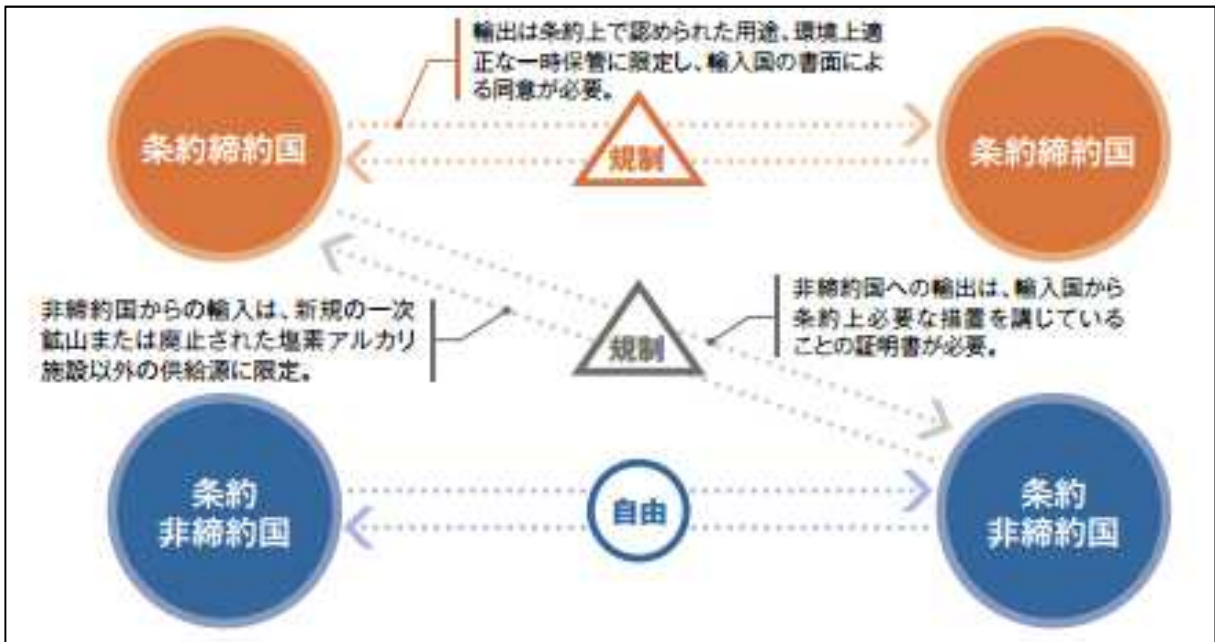 輸出は条約上で認められた用途、環境上適
正な一時保管に限定し、輸入国の書面によ
る同意が必要。
条約締約国
規制
条約締約国
非締約国からの輸入は、新規の一次
鉱山または廃止された塩素アルカリ
施設以外の供給源に限定。
規制
非締約国への輸出は、輸入国から
条約上必要な措置を講じている
ことの証明書が必要。
条約
非締約国
自由
条約
非締約国